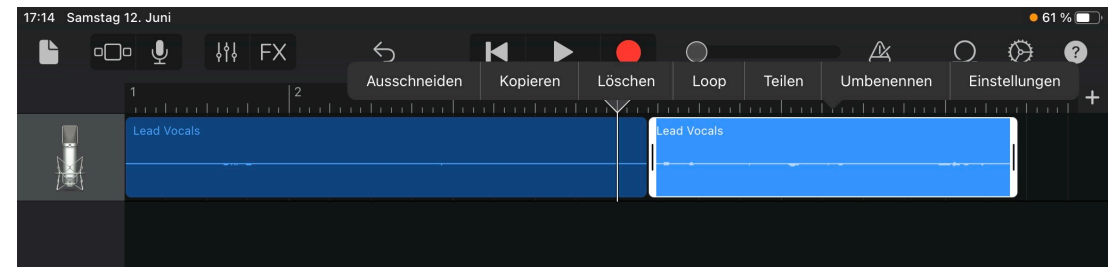 17:14 Samstag 12. Juni
61 %
FX
?
Ausschneiden Kopieren Löschen Loop Teilen Umbenennen Einstellungen
1 2
+
Lead Vocals Lead Vocals